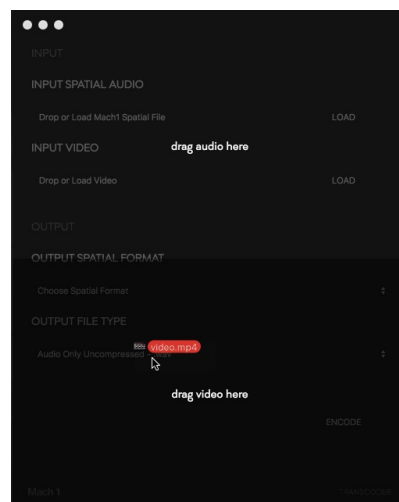 INPUT
INPUT SPATIAL AUDIO
Drop or Load Mach1 Spatial File LOAD
INPUT VIDEO
drag audio here
Drop or Load Video LOAD
OUTPUT
OUTPUT SPATIAL FORMAT
Choose Spatial Format
OUTPUT FILE TYPE
video.mp4
Audio Only Uncompressed - .wav
drag video here
ENCODE
Mach 1 TRANSCODER